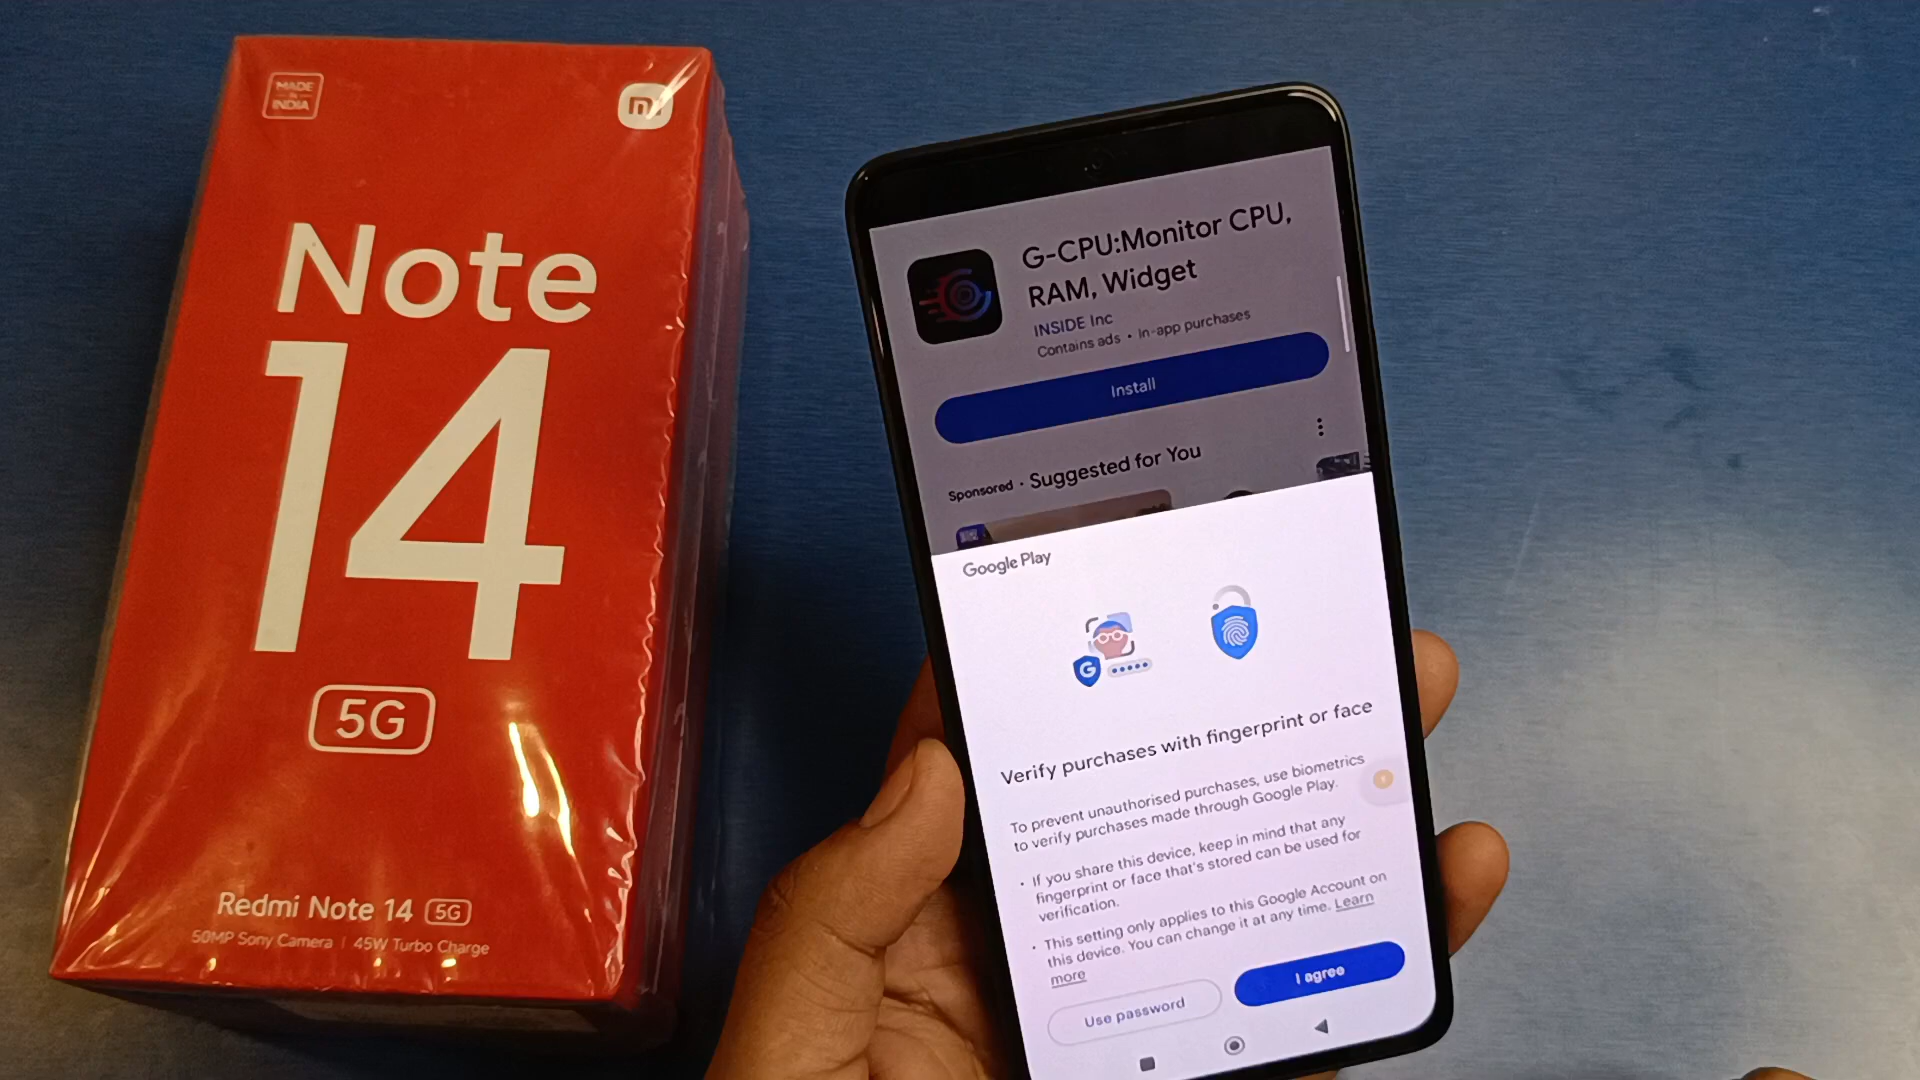 MADE
IN
INDIA
mi
Note
14
5G
Redmi Note 14 5G
50MP Sony Camera | 45W Turbo Charge
G-CPU:Monitor CPU,
RAM, Widget
INSIDE Inc
Contains ads • In-app purchases
Install
Sponsored • Suggested for You
Google Play
G
Verify purchases with fingerprint or face
To prevent unauthorised purchases, use biometrics
to verify purchases made through Google Play.
• If you share this device, keep in mind that any
fingerprint or face that's stored can be used for
verification.
• This setting only applies to this Google Account on
this device. You can change it at any time. Learn
more
Use password
I agree